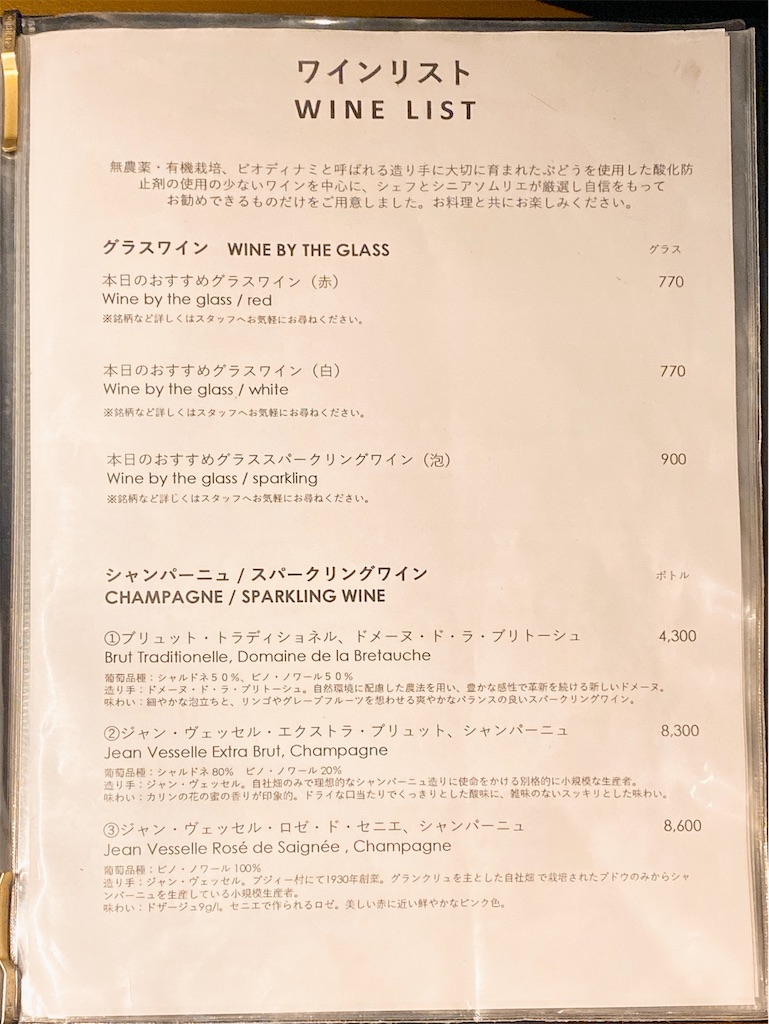 ワインリスト
WINE LIST
無農薬・有機栽培、ビオディナミと呼ばれる造り手に大切に育まれたぶどうを使用した酸化防
止剤の使用の少ないワインを中心に、シェフとシニアソムリエが厳選し自信をもって
お勧めできるものだけをご用意しました。お料理と共にお楽しみください。
グラスワイン WINE BY THE GLASS グラス
本日のおすすめグラスワイン（赤） 770
Wine by the glass / red
※銘柄など詳しくはスタッフへお気軽にお尋ねください。
本日のおすすめグラスワイン（白） 770
Wine by the glass / white
※銘柄など詳しくはスタッフへお気軽にお尋ねください。
本日のおすすめグラススパークリングワイン（泡） 900
Wine by the glass / sparkling
※銘柄など詳しくはスタッフへお気軽にお尋ねください。
シャンパーニュ / スパークリングワイン ボトル
CHAMPAGNE / SPARKLING WINE
①ブリュット・トラディショネル、ドメーヌ・ド・ラ・ブリトーシュ 4,300
Brut Traditionelle, Domaine de la Bretauche
葡萄品種：シャルドネ５０％、ピノ・ノワール５０％
造り手：ドメーヌ・ド・ラ・ブリトーシュ。自然環境に配慮した農法を用い、豊かな感性で革新を続ける新しいドメーヌ。
味わい：細やかな泡立ちと、リンゴやグレープフルーツを思わせる爽やかなバランスの良いスパークリングワイン。
②ジャン・ヴェッセル・エクストラ・ブリュット、シャンパーニュ 8,300
Jean Vesselle Extra Brut, Champagne
葡萄品種：シャルドネ 80% ピノ・ノワール 20%
造り手：ジャン・ヴェッセル。自社畑のみで理想的なシャンパーニュ造りに使命をかける別格的に小規模な生産者。
味わい：カリンの花の蜜の香りが印象的。ドライな口当たりでくっきりとした酸味に、雑味のないスッキリとした味わい。
③ジャン・ヴェッセル・ロゼ・ド・セニエ、シャンパーニュ 8,600
Jean Vesselle Rosé de Saignée , Champagne
葡萄品種：ピノ・ノワール 100%
造り手：ジャン・ヴェッセル。ブジィー村にて1930年創業。グランクリュを主とした自社畑 で栽培されたブドウのみからシャ
ンパーニュを生産している小規模生産者。
味わい：ドザージュ9g/l。セニエで作られるロゼ。美しい赤に近い鮮やかなピンク色。